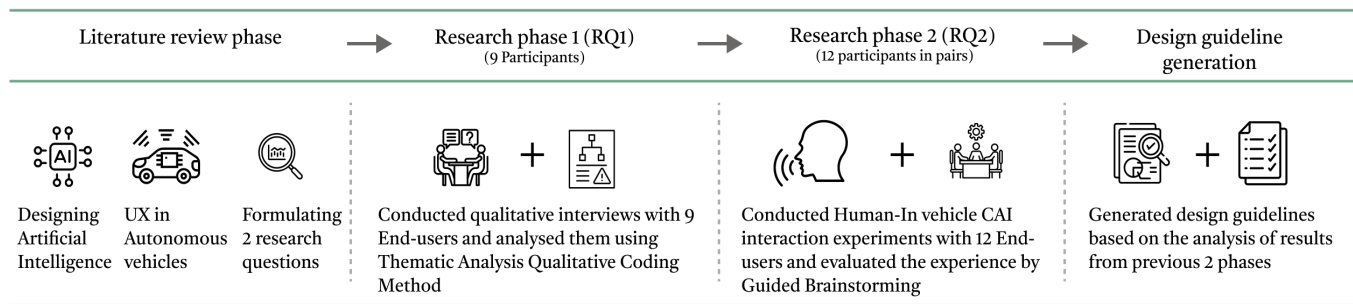 Literature review phase
Research phase 1 (RQ1)
(9 Participants)
Research phase 2 (RQ2)
(12 participants in pairs)
Design guideline
generation
AI
?
Designing
Artificial
Intelligence
UX in
Autonomous
vehicles
Formulating
2 research
questions
Conducted qualitative interviews with 9
End-users and analysed them using
Thematic Analysis Qualitative Coding
Method
Conducted Human-In vehicle CAI
interaction experiments with 12 End-
users and evaluated the experience by
Guided Brainstorming
Generated design guidelines
based on the analysis of results
from previous 2 phases